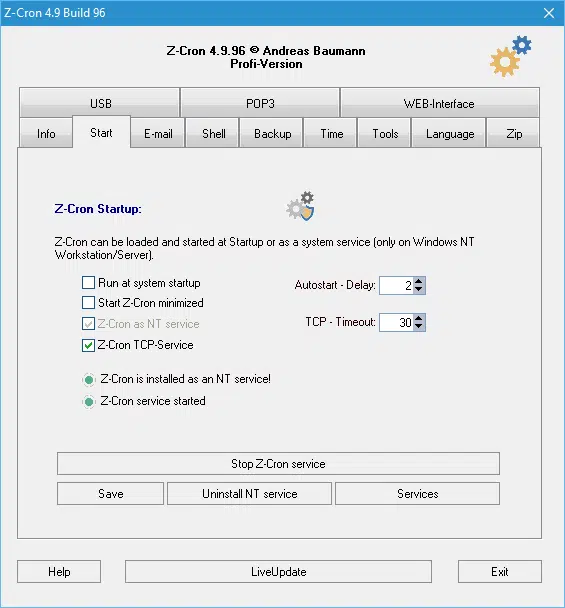 Z-Cron 4.9 Build 96
Z-Cron 4.9.96 © Andreas Baumann
Profi-Version
USB
POP3
WEB-Interface
Info
Start
E-mail
Shell
Backup
Time
Tools
Language
Zip
Z-Cron Startup:
Z-Cron can be loaded and started at Startup or as a system service (only on Windows NT
Workstation/Server).
Run at system startup
Autostart - Delay: 2
Start Z-Cron minimized
Z-Cron as NT service
TCP - Timeout: 30
Z-Cron TCP-Service
Z-Cron is installed as an NT service!
Z-Cron service started
Stop Z-Cron service
Save
Uninstall NT service
Services
Help
LiveUpdate
Exit